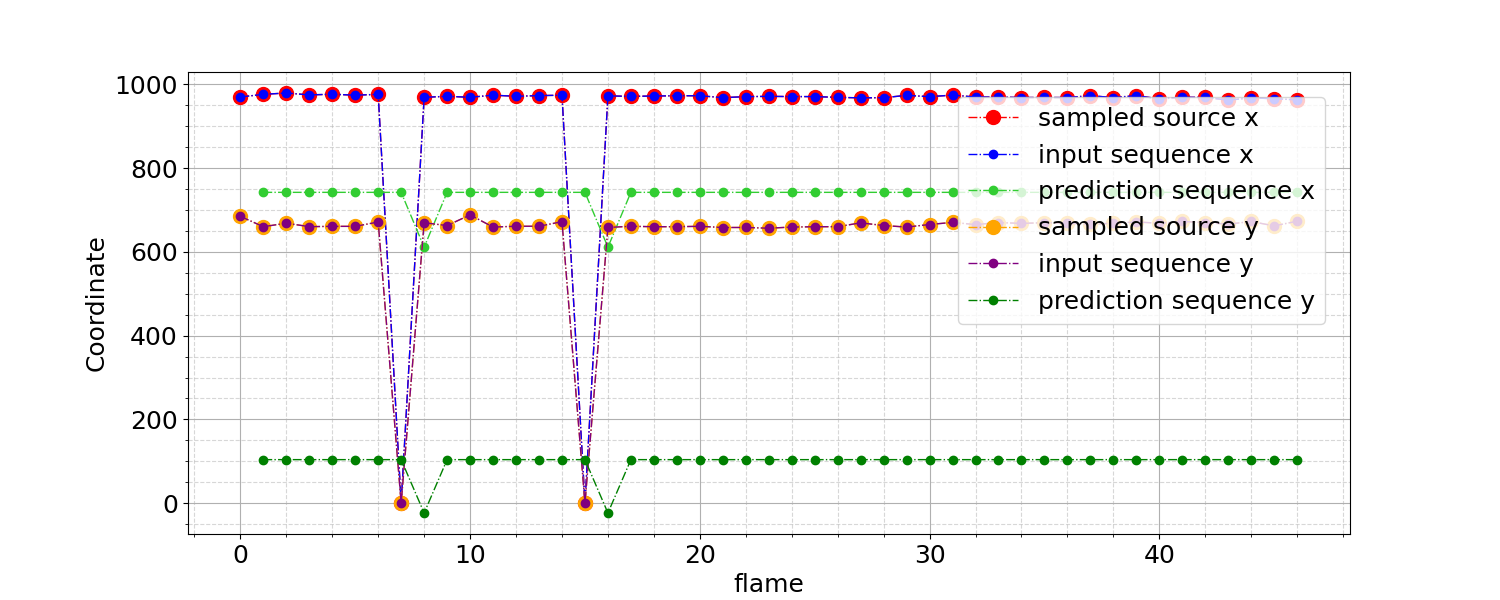 1000
800
600
400
200
0
Coordinate
0 10 20 30 40
flame
sampled source x
input sequence x
prediction sequence x
sampled source y
input sequence y
prediction sequence y